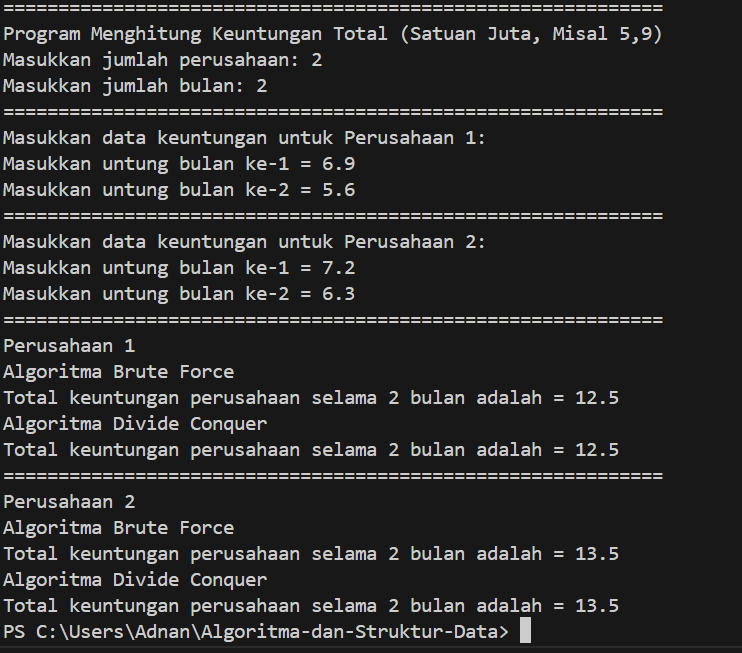 ============================================================
Program Menghitung Keuntungan Total (Satuan Juta, Misal 5,9)
Masukkan jumlah perusahaan: 2
Masukkan jumlah bulan: 2
============================================================
Masukkan data keuntungan untuk Perusahaan 1:
Masukkan untung bulan ke-1 = 6.9
Masukkan untung bulan ke-2 = 5.6
============================================================
Masukkan data keuntungan untuk Perusahaan 2:
Masukkan untung bulan ke-1 = 7.2
Masukkan untung bulan ke-2 = 6.3
============================================================
Perusahaan 1
Algoritma Brute Force
Total keuntungan perusahaan selama 2 bulan adalah = 12.5
Algoritma Divide Conquer
Total keuntungan perusahaan selama 2 bulan adalah = 12.5
============================================================
Perusahaan 2
Algoritma Brute Force
Total keuntungan perusahaan selama 2 bulan adalah = 13.5
Algoritma Divide Conquer
Total keuntungan perusahaan selama 2 bulan adalah = 13.5
PS C:\Users\Adnan\Algoritma-dan-Struktur-Data>